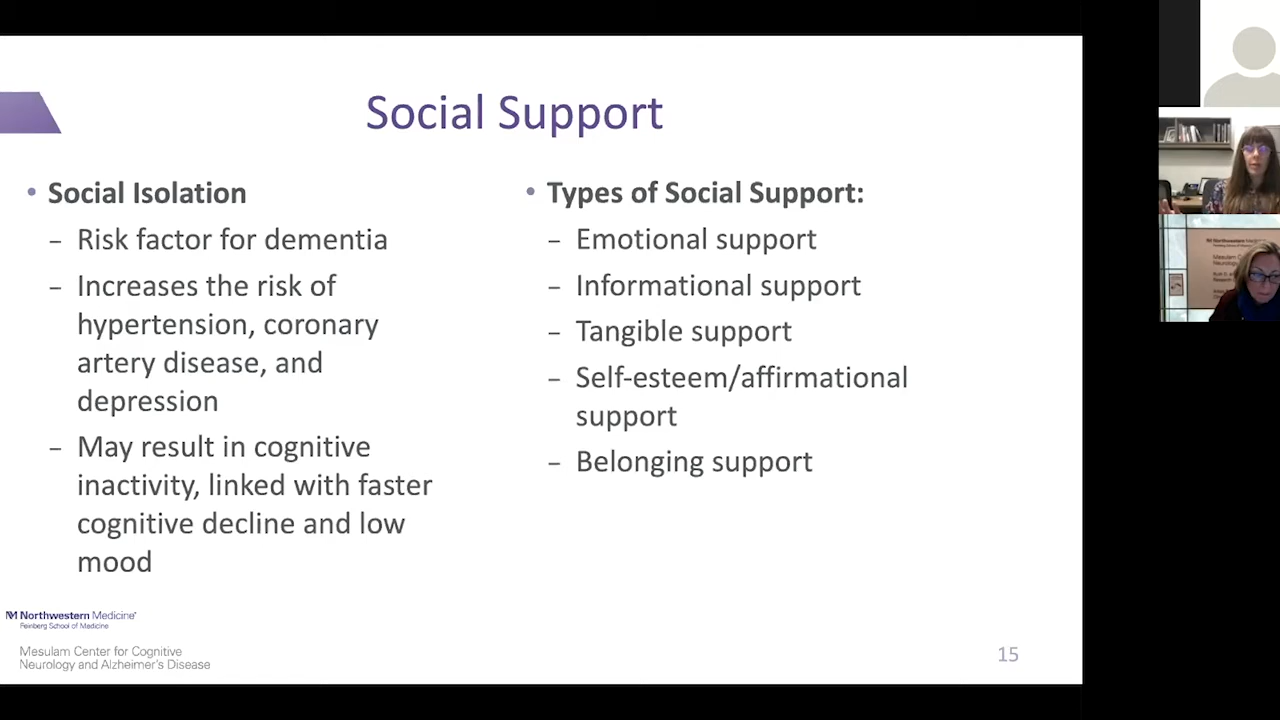 Social Support
• Social Isolation
– Risk factor for dementia
– Increases the risk of
hypertension, coronary
artery disease, and
depression
– May result in cognitive
inactivity, linked with faster
cognitive decline and low
mood
• Types of Social Support:
– Emotional support
– Informational support
– Tangible support
– Self-esteem/affirmational
support
– Belonging support
Northwestern Medicine
Feinberg School of Medicine
Mesulam Center for Cognitive
Neurology and Alzheimer's Disease
15